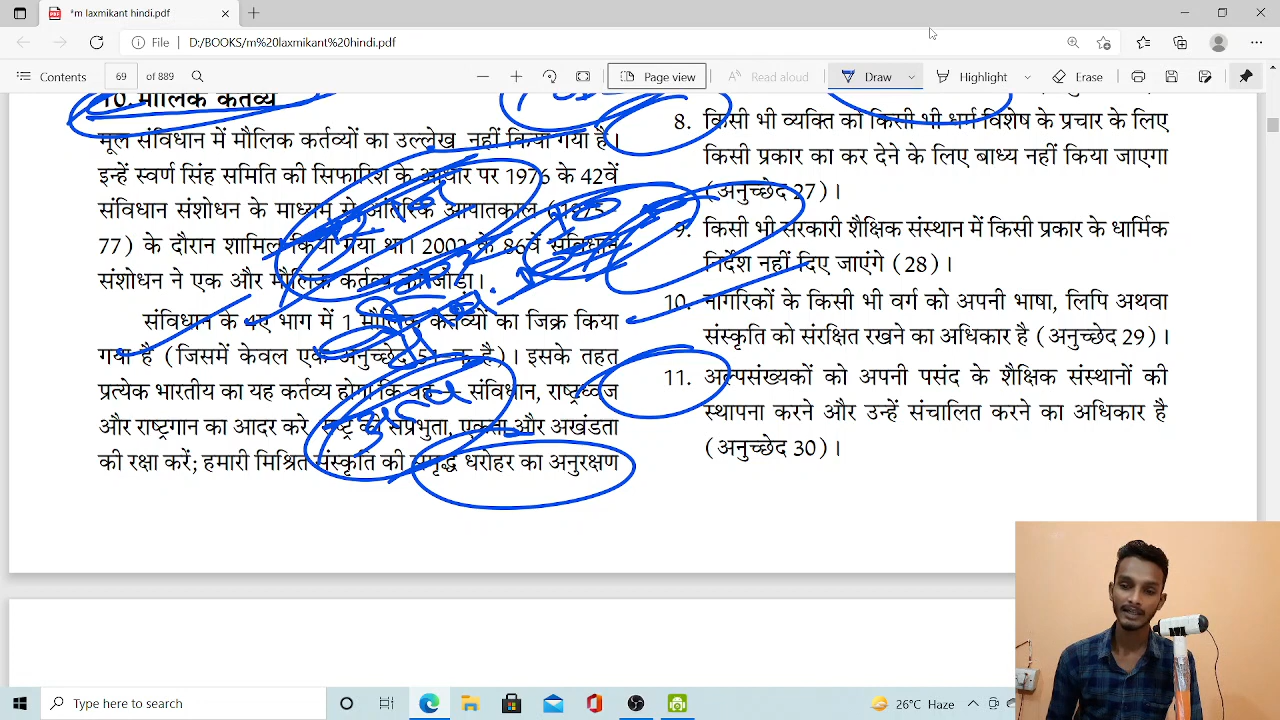 *m laxmikant hindi.pdf
File D:/BOOKS/m%20laxmikant%20hindi.pdf
Contents 69 of 889 Page view Read aloud Draw Highlight Erase
10. मौलिक कर्तव्य
मूल संविधान में मौलिक कर्तव्यों का उल्लेख नहीं किया गया है।
इन्हें स्वर्ण सिंह समिति की सिफारिश के आधार पर 1976 के 42वें
संविधान संशोधन के माध्यम से आंतरिक आपातकाल (1975-
77) के दौरान शामिल किया गया था। 2002 के 86वें संविधान
संशोधन ने एक और मौलिक कर्तव्य को जोड़ा।
संविधान के 4ए भाग में 1 मौलिक कर्तव्यों का जिक्र किया
गया है (जिसमें केवल एक अनुच्छेद 51 क है)। इसके तहत
प्रत्येक भारतीय का यह कर्तव्य होगा कि वह संविधान, राष्ट्रध्वज
और राष्ट्रगान का आदर करे, की संप्रभुता, एकता और अखंडता
की रक्षा करें; हमारी मिश्रित संस्कृति की समृद्ध धरोहर का अनुरक्षण
8. किसी भी व्यक्ति को किसी भी धर्म विशेष के प्रचार के लिए
किसी प्रकार का कर देने के लिए बाध्य नहीं किया जाएगा
(अनुच्छेद 27)।
9. किसी भी सरकारी शैक्षिक संस्थान में किसी प्रकार के धार्मिक
निर्देश नहीं दिए जाएंगे (28)।
10. नागरिकों के किसी भी वर्ग को अपनी भाषा, लिपि अथवा
संस्कृति को संरक्षित रखने का अधिकार है (अनुच्छेद 29)।
11. अल्पसंख्यकों को अपनी पसंद के शैक्षिक संस्थानों की
स्थापना करने और उन्हें संचालित करने का अधिकार है
(अनुच्छेद 30)।
Type here to search 26°C Haze